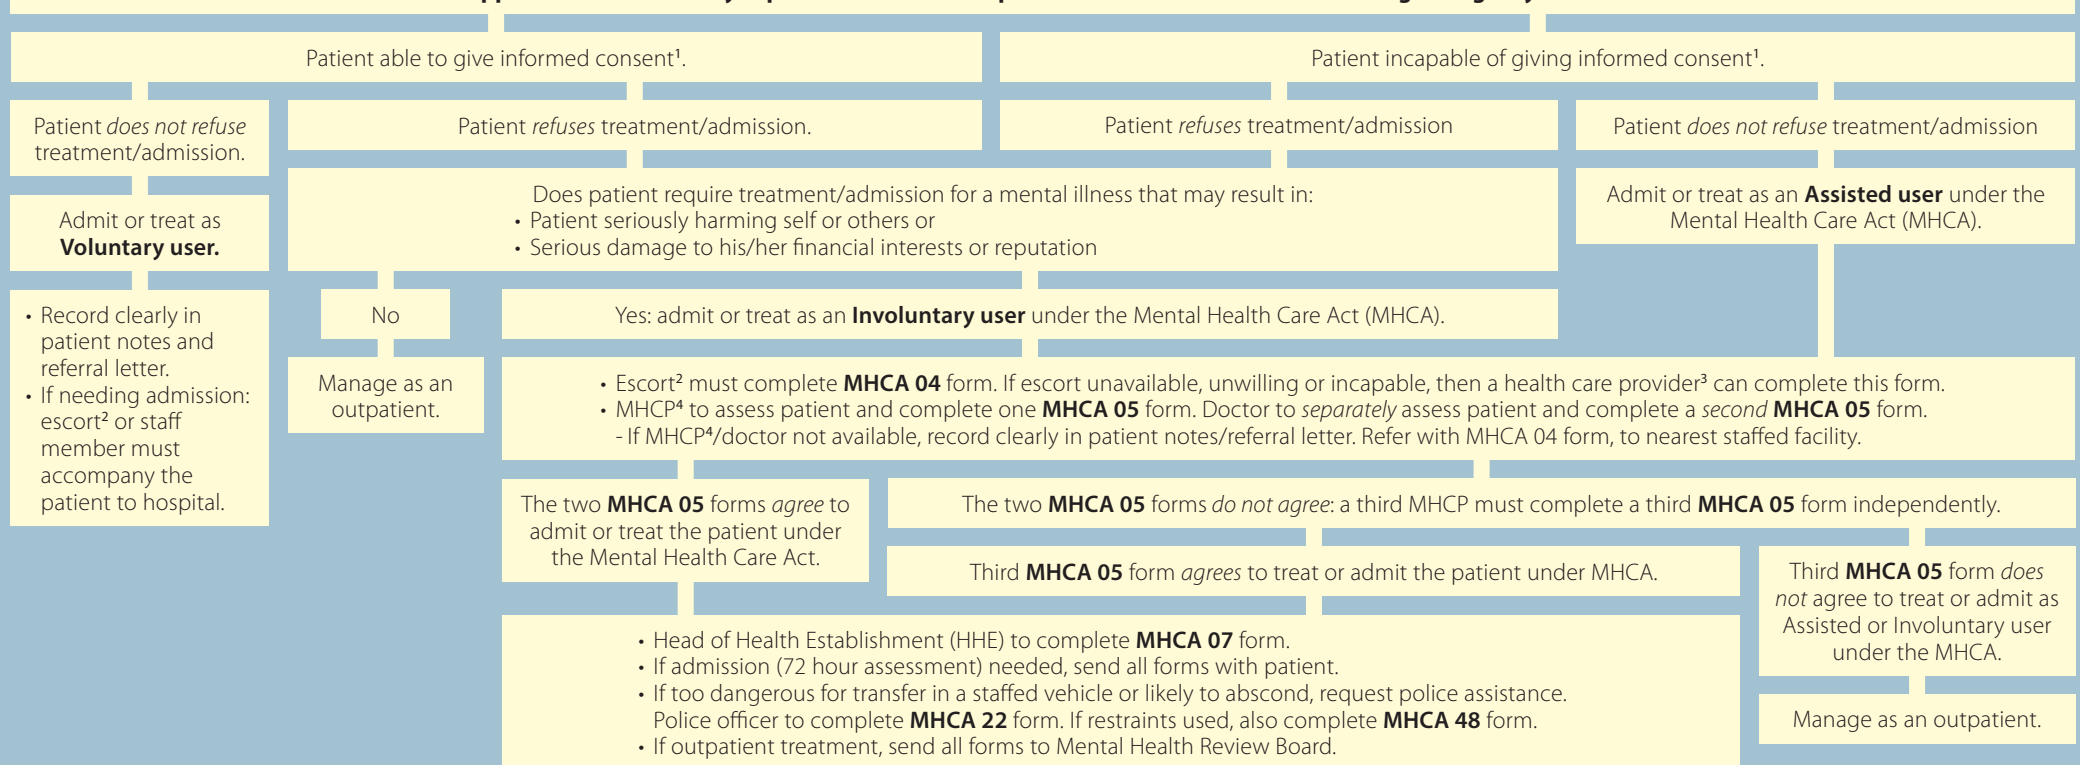 Patient able to give informed consent¹.
Patient incapable of giving informed consent¹.
Patient does not refuse
treatment/admission.
Patient refuses treatment/admission.
Patient refuses treatment/admission
Patient does not refuse treatment/admission
Admit or treat as
Voluntary user.
Does patient require treatment/admission for a mental illness that may result in:
• Patient seriously harming self or others or
• Serious damage to his/her financial interests or reputation
Admit or treat as an Assisted user under the
Mental Health Care Act (MHCA).
• Record clearly in
patient notes and
referral letter.
• If needing admission:
escort² or staff
member must
accompany the
patient to hospital.
No
Manage as an
outpatient.
Yes: admit or treat as an Involuntary user under the Mental Health Care Act (MHCA).
• Escort² must complete MHCA 04 form. If escort unavailable, unwilling or incapable, then a health care provider³ can complete this form.
• MHCP⁴ to assess patient and complete one MHCA 05 form. Doctor to separately assess patient and complete a second MHCA 05 form.
- If MHCP⁴/doctor not available, record clearly in patient notes/referral letter. Refer with MHCA 04 form, to nearest staffed facility.
The two MHCA 05 forms agree to
admit or treat the patient under
the Mental Health Care Act.
The two MHCA 05 forms do not agree: a third MHCP must complete a third MHCA 05 form independently.
Third MHCA 05 form agrees to treat or admit the patient under MHCA.
Third MHCA 05 form does
not agree to treat or admit as
Assisted or Involuntary user
under the MHCA.
• Head of Health Establishment (HHE) to complete MHCA 07 form.
• If admission (72 hour assessment) needed, send all forms with patient.
• If too dangerous for transfer in a staffed vehicle or likely to abscond, request police assistance.
Police officer to complete MHCA 22 form. If restraints used, also complete MHCA 48 form.
• If outpatient treatment, send all forms to Mental Health Review Board.
Manage as an outpatient.